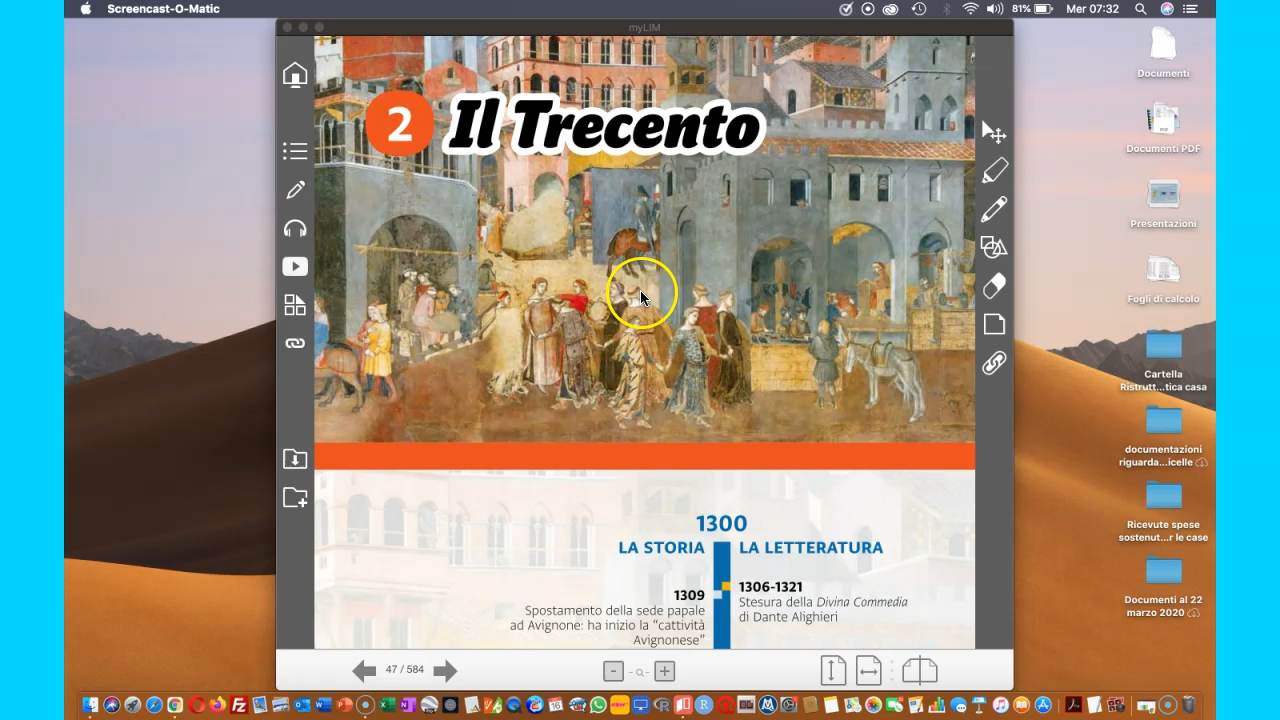 Screencast-O-Matic
81%
Mer 07:32
myLIM
2 Il Trecento
1300
LA STORIA
LA LETTERATURA
1309
Spostamento della sede papale
ad Avignone: ha inizio la “cattività
Avignonese”
1306-1321
Stesura della Divina Commedia
di Dante Alighieri
47 / 584
Documenti
Documenti PDF
Presentazioni
Fogli di calcolo
Cartella
Ristrutt...tica casa
documentazioni
riguarda...icelle
Ricevute spese
sostenut...r le case
Documenti al 22
marzo 2020